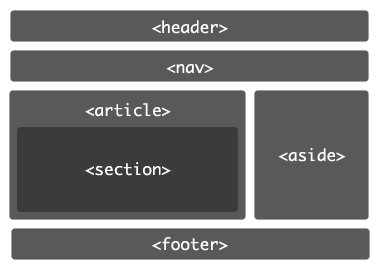 <header>
<nav>
<article>
<section>
<aside>
<footer>